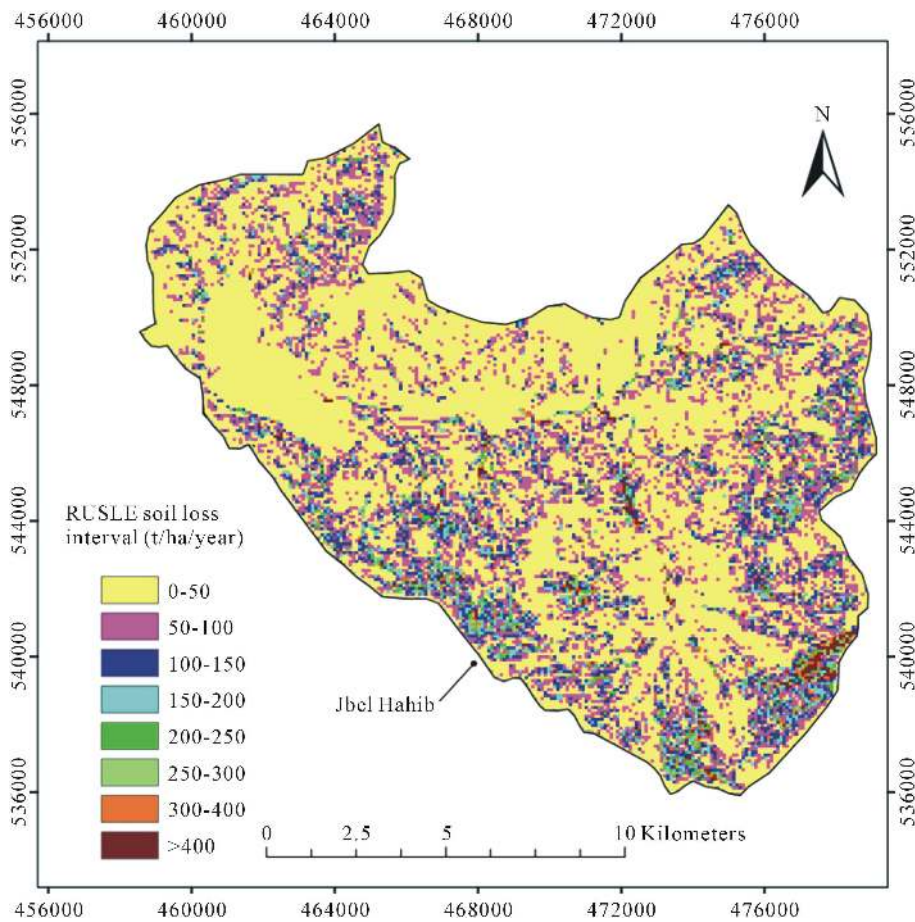 456000 460000 464000 468000 472000 476000
556000 556000
N
552000 552000
548000 548000
544000 544000
RUSLE soil loss
interval (t/ha/year)
0-50
50-100
100-150
540000 540000
150-200
Jbel Hahib
200-250
250-300
536000 536000
300-400
0 2.5 5 10 Kilometers
>400
456000 460000 464000 468000 472000 476000